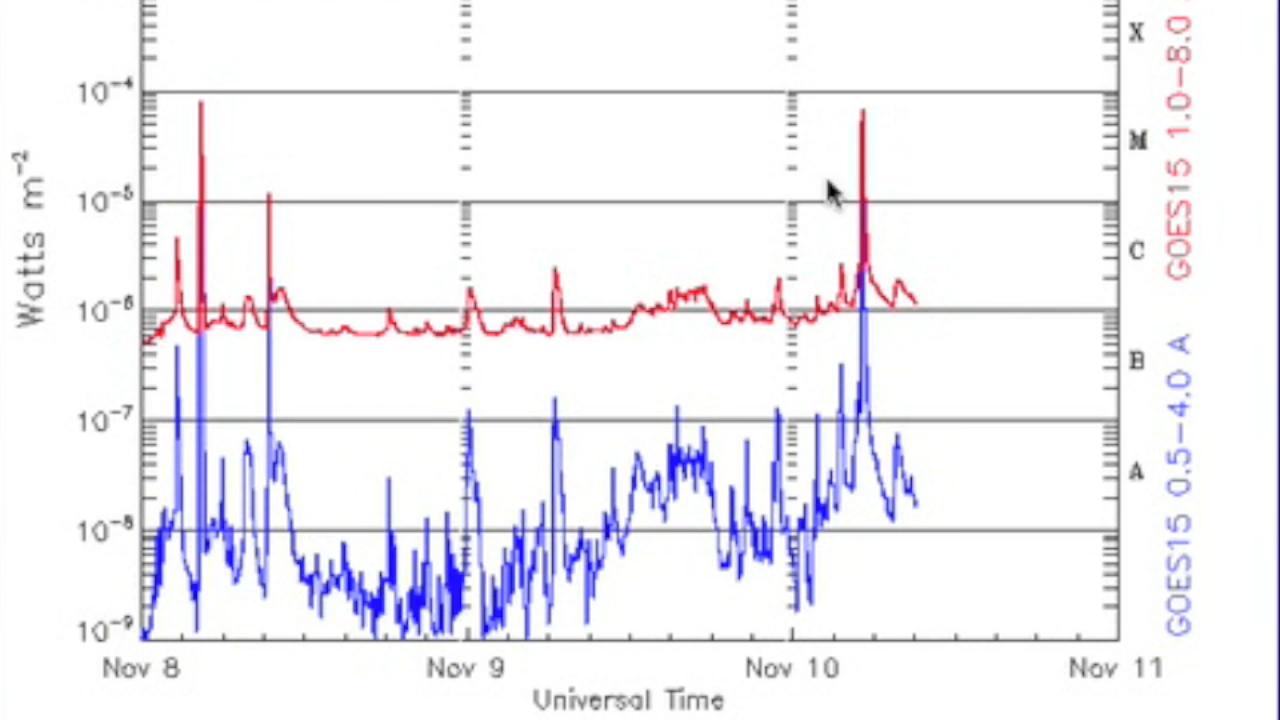 X
10⁻⁴
M
10⁻⁵
C
10⁻⁶
B
10⁻⁷
A
10⁻⁸
10⁻⁹
Watts m⁻²
Nov 8 Nov 9 Nov 10 Nov 11
Universal Time
GOES15 1.0-8.0
GOES15 0.5-4.0 A